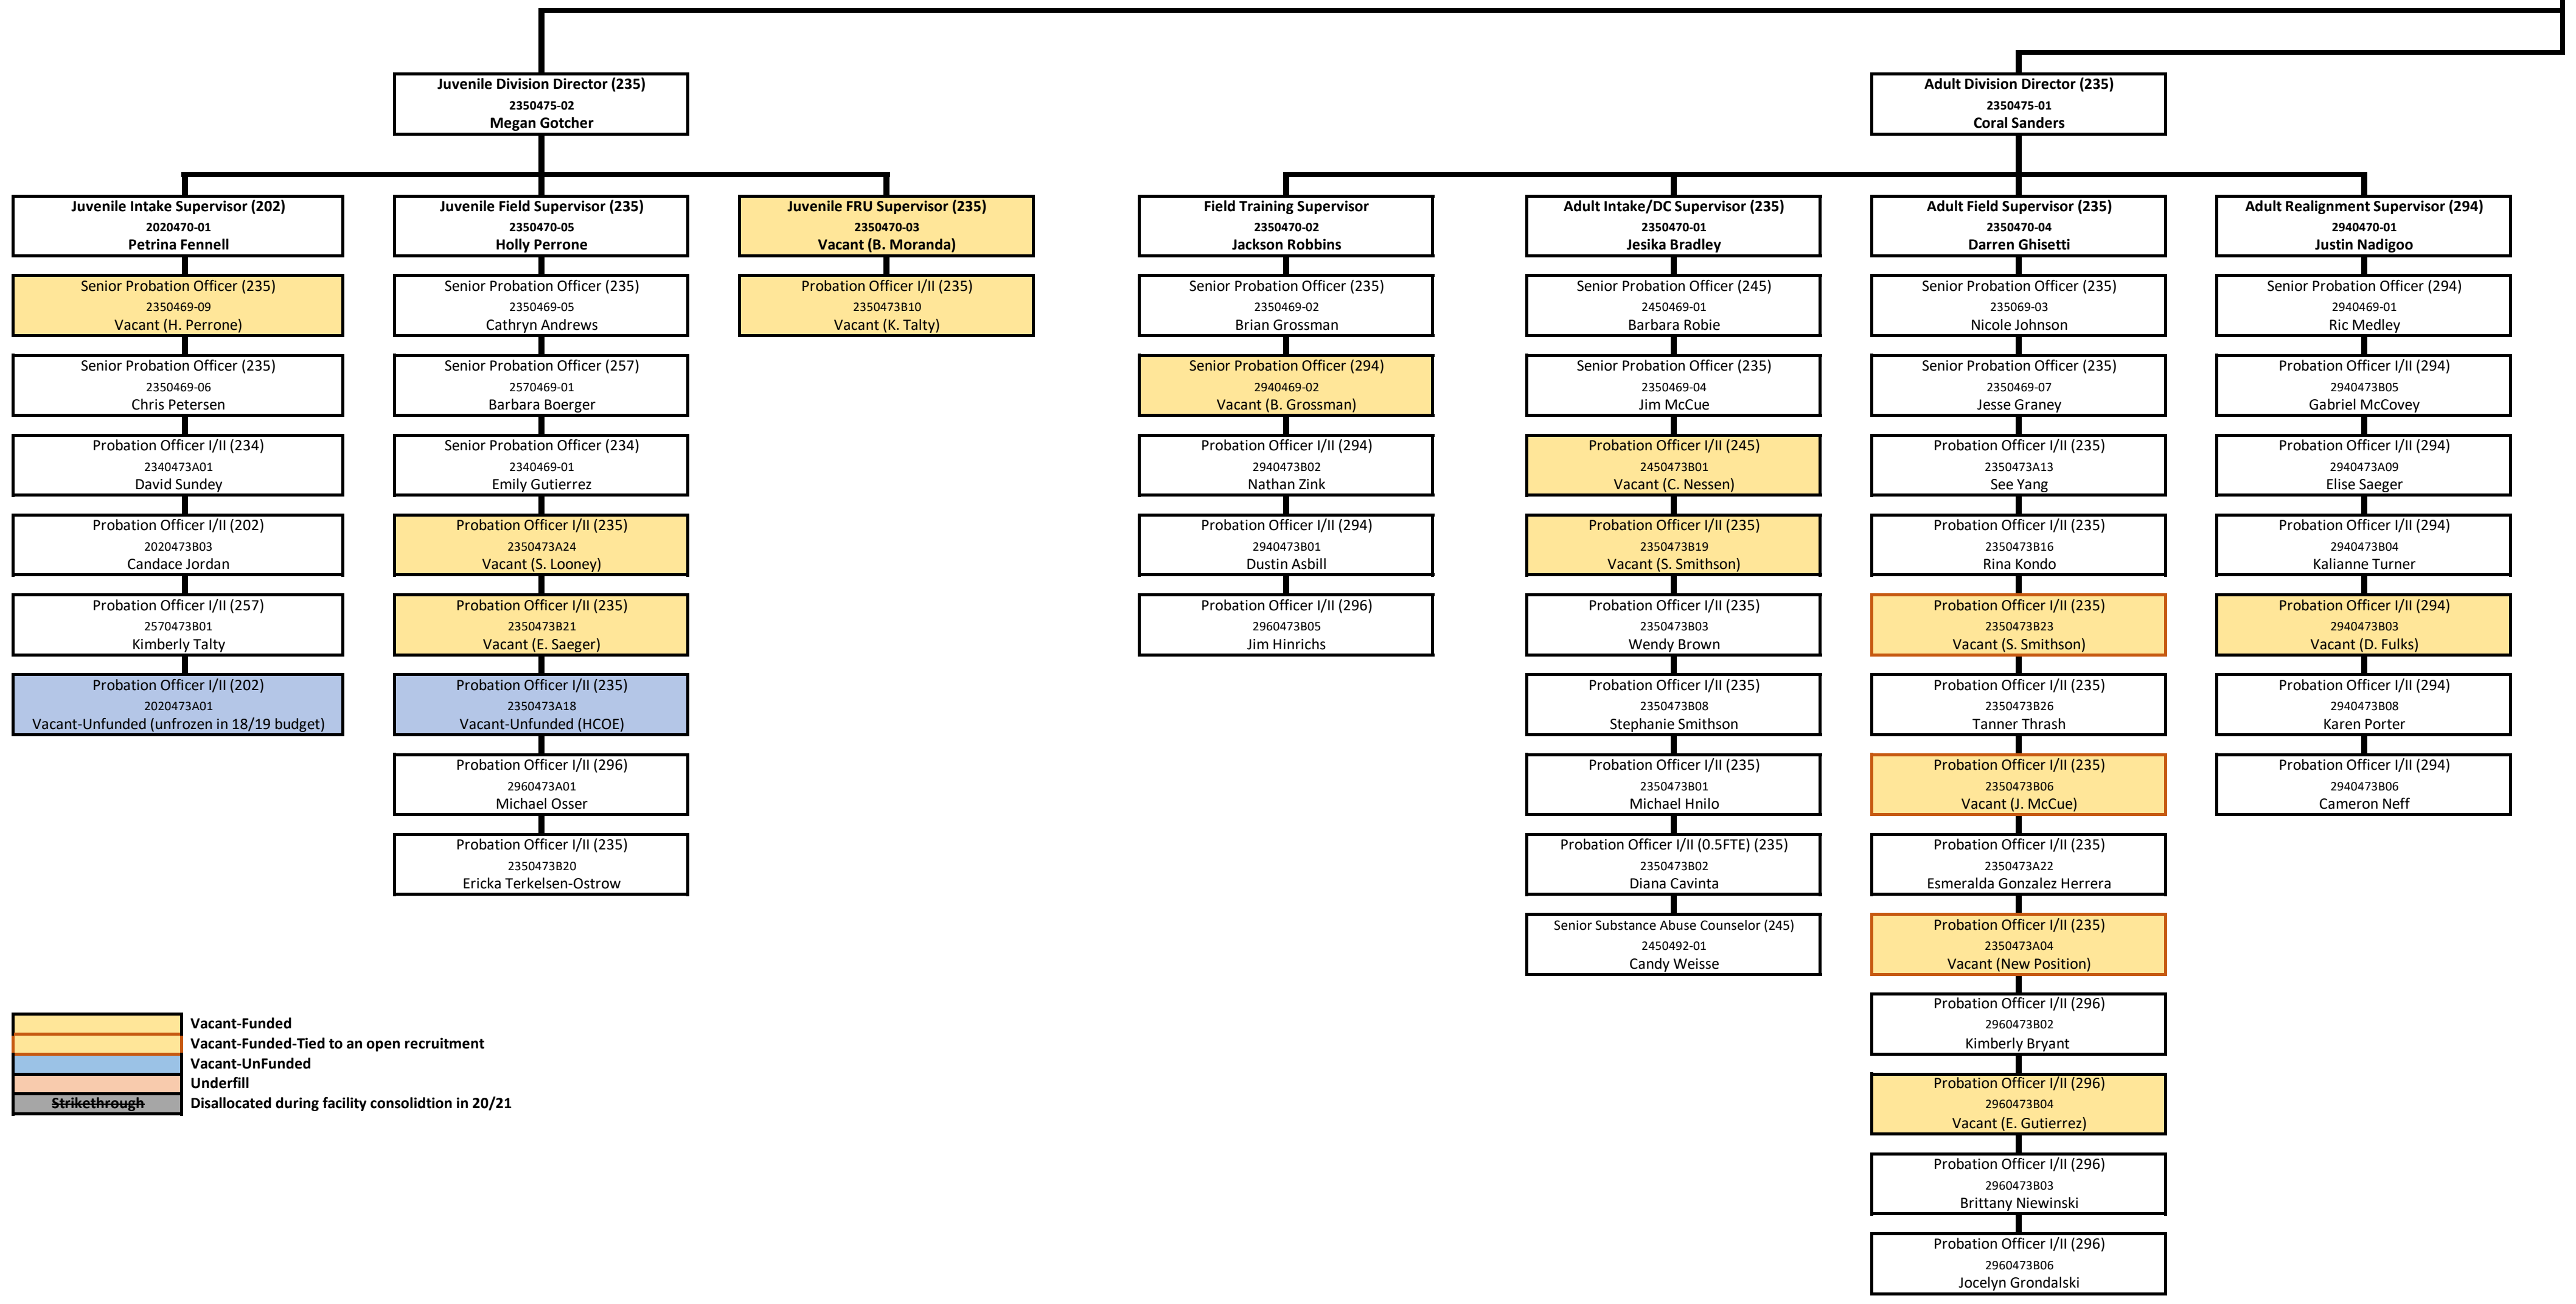 Juvenile Division Director (235)
2350475-02
Megan Gotcher
Adult Division Director (235)
2350475-01
Coral Sanders
Juvenile Intake Supervisor (202)
2020470-01
Petrina Fennell
Senior Probation Officer (235)
2350469-09
Vacant (H. Perrone)
Senior Probation Officer (235)
2350469-06
Chris Petersen
Probation Officer I/II (234)
2340473A01
David Sundey
Probation Officer I/II (202)
2020473B03
Candace Jordan
Probation Officer I/II (257)
2570473B01
Kimberly Talty
Probation Officer I/II (202)
2020473A01
Vacant-Unfunded (unfrozen in 18/19 budget)
Juvenile Field Supervisor (235)
2350470-05
Holly Perrone
Senior Probation Officer (235)
2350469-05
Cathryn Andrews
Senior Probation Officer (257)
2570469-01
Barbara Boerger
Senior Probation Officer (234)
2340469-01
Emily Gutierrez
Probation Officer I/II (235)
2350473A24
Vacant (S. Looney)
Probation Officer I/II (235)
2350473B21
Vacant (E. Saeger)
Probation Officer I/II (235)
2350473A18
Vacant-Unfunded (HCOE)
Probation Officer I/II (296)
2960473A01
Michael Osser
Probation Officer I/II (235)
2350473B20
Ericka Terkelsen-Ostrow
Juvenile FRU Supervisor (235)
2350470-03
Vacant (B. Moranda)
Probation Officer I/II (235)
2350473B10
Vacant (K. Talty)
Field Training Supervisor
2350470-02
Jackson Robbins
Senior Probation Officer (235)
2350469-02
Brian Grossman
Senior Probation Officer (294)
2940469-02
Vacant (B. Grossman)
Probation Officer I/II (294)
2940473B02
Nathan Zink
Probation Officer I/II (294)
2940473B01
Dustin Asbill
Probation Officer I/II (296)
2960473B05
Jim Hinrichs
Adult Intake/DC Supervisor (235)
2350470-01
Jesika Bradley
Senior Probation Officer (245)
2450469-01
Barbara Robie
Senior Probation Officer (235)
2350469-04
Jim McCue
Probation Officer I/II (245)
2450473B01
Vacant (C. Nessen)
Probation Officer I/II (235)
2350473B19
Vacant (S. Smithson)
Probation Officer I/II (235)
2350473B03
Wendy Brown
Probation Officer I/II (235)
2350473B08
Stephanie Smithson
Probation Officer I/II (235)
2350473B01
Michael Hnilo
Probation Officer I/II (0.5FTE) (235)
2350473B02
Diana Cavinta
Senior Substance Abuse Counselor (245)
2450492-01
Candy Weisse
Adult Field Supervisor (235)
2350470-04
Darren Ghisetti
Senior Probation Officer (235)
235069-03
Nicole Johnson
Senior Probation Officer (235)
2350469-07
Jesse Graney
Probation Officer I/II (235)
2350473A13
See Yang
Probation Officer I/II (235)
2350473B16
Rina Kondo
Probation Officer I/II (235)
2350473B23
Vacant (S. Smithson)
Probation Officer I/II (235)
2350473B26
Tanner Thrash
Probation Officer I/II (235)
2350473B06
Vacant (J. McCue)
Probation Officer I/II (235)
2350473A22
Esmeralda Gonzalez Herrera
Probation Officer I/II (235)
2350473A04
Vacant (New Position)
Probation Officer I/II (296)
2960473B02
Kimberly Bryant
Probation Officer I/II (296)
2960473B04
Vacant (E. Gutierrez)
Probation Officer I/II (296)
2960473B03
Brittany Niewinski
Probation Officer I/II (296)
2960473B06
Jocelyn Grondalski
Adult Realignment Supervisor (294)
2940470-01
Justin Nadigoo
Senior Probation Officer (294)
2940469-01
Ric Medley
Probation Officer I/II (294)
2940473B05
Gabriel McCovey
Probation Officer I/II (294)
2940473A09
Elise Saeger
Probation Officer I/II (294)
2940473B04
Kalianne Turner
Probation Officer I/II (294)
2940473B03
Vacant (D. Fulks)
Probation Officer I/II (294)
2940473B08
Karen Porter
Probation Officer I/II (294)
2940473B06
Cameron Neff
Vacant-Funded
Vacant-Funded-Tied to an open recruitment
Vacant-UnFunded
Underfill
Strikethrough Disallocated during facility consolidtion in 20/21